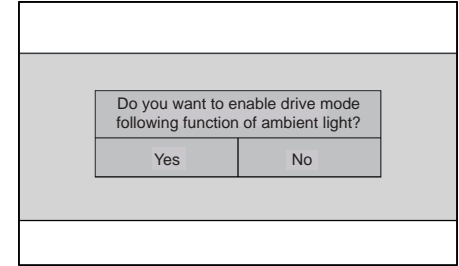 Do you want to enable drive mode
following function of ambient light?
Yes
No